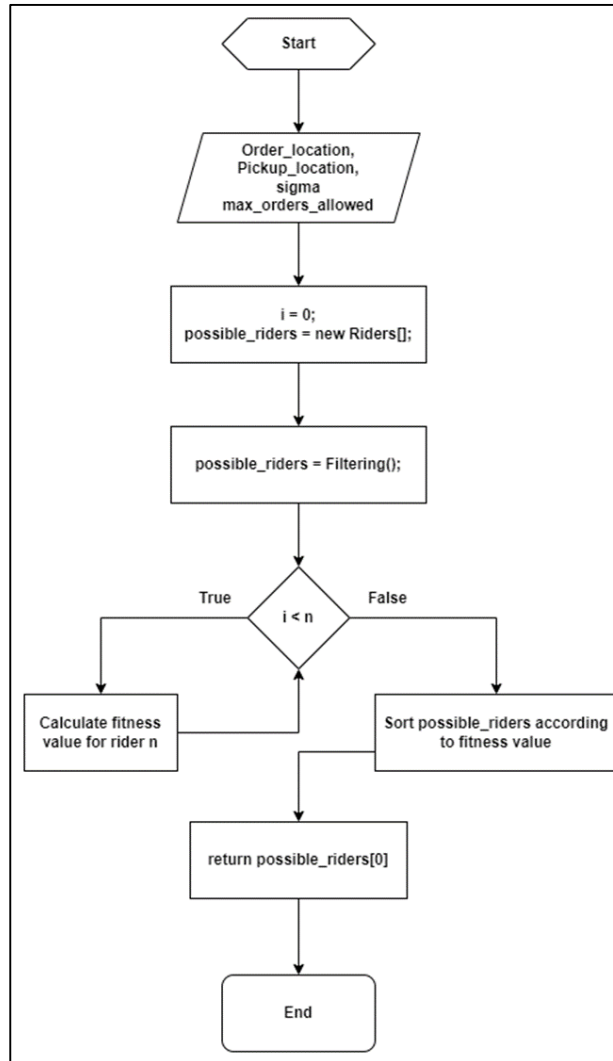 Start
Order_location,
Pickup_location,
sigma
max_orders_allowed
i = 0;
possible_riders = new Riders[];
possible_riders = Filtering();
True
False
i < n
Calculate fitness
value for rider n
Sort possible_riders according
to fitness value
return possible_riders[0]
End